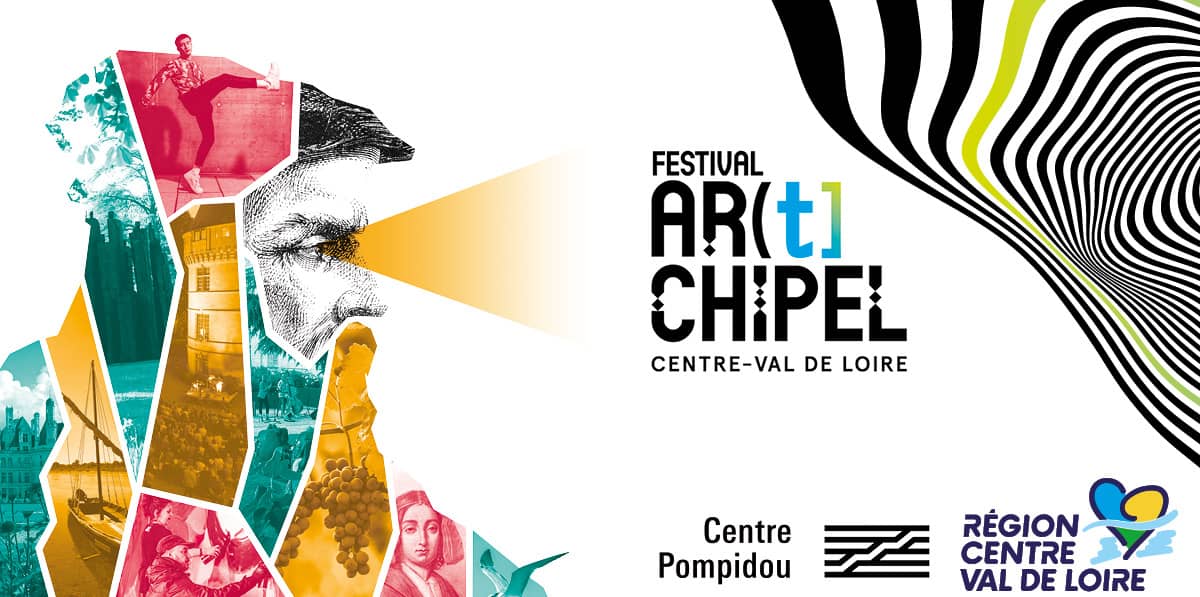 FESTIVAL
AR(t]
CHIPEL
CENTRE-VAL DE LOIRE
Centre
Pompidou
RÉGION
CENTRE
VAL DE LOIRE